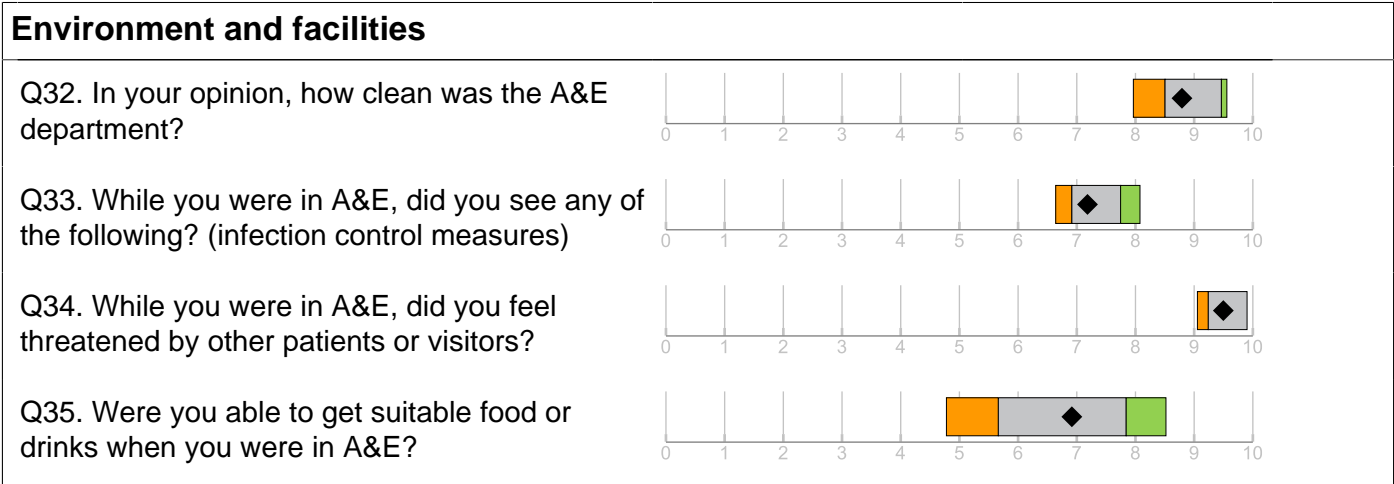 Environment and facilities
Q32. In your opinion, how clean was the A&E
department?
0 1 2 3 4 5 6 7 8 9 10
Q33. While you were in A&E, did you see any of
the following? (infection control measures)
0 1 2 3 4 5 6 7 8 9 10
Q34. While you were in A&E, did you feel
threatened by other patients or visitors?
0 1 2 3 4 5 6 7 8 9 10
Q35. Were you able to get suitable food or
drinks when you were in A&E?
0 1 2 3 4 5 6 7 8 9 10